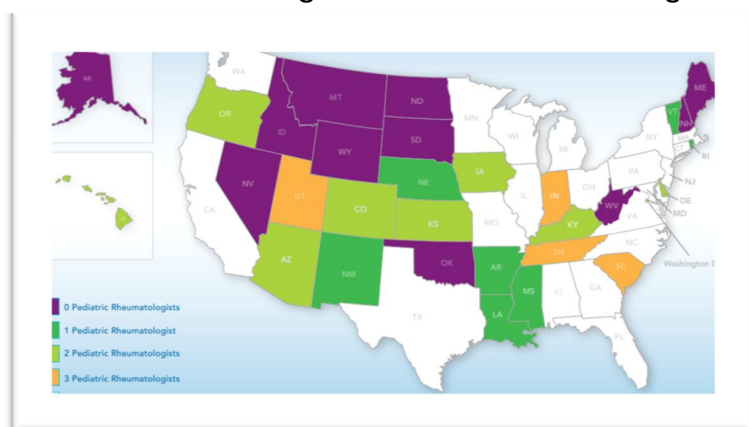 AK
WA
MT
ND
MN
ME
VT
NH
OR
ID
SD
WI
MI
NY
MA
CT
RI
WY
NV
UT
CO
NE
IA
IL
IN
OH
PA
NJ
DE
MD
CA
KS
MO
KY
WV
VA
Washington D
AZ
NM
OK
AR
TN
NC
SC
TX
LA
MS
AL
GA
FL
0 Pediatric Rheumatologists
1 Pediatric Rheumatologist
2 Pediatric Rheumatologists
3 Pediatric Rheumatologists